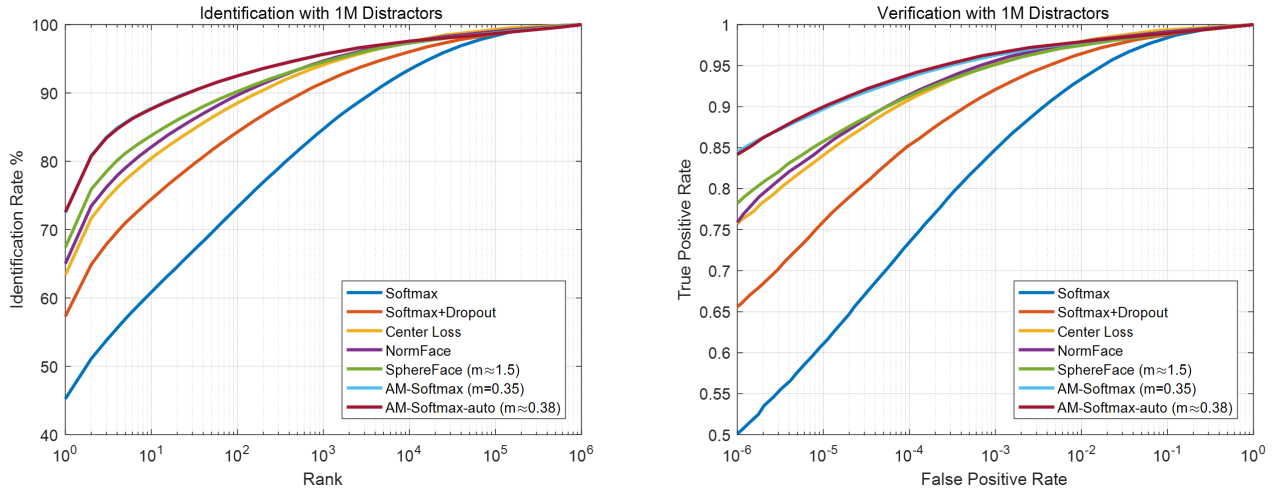 Identification with 1M Distractors
100
90
80
70
60
50
40
Identification Rate %
Softmax
Softmax+Dropout
Center Loss
NormFace
SphereFace (m≈1.5)
AM-Softmax (m=0.35)
AM-Softmax-auto (m≈0.38)
10^0 10^1 10^2 10^3 10^4 10^5 10^6
Rank
Verification with 1M Distractors
1
0.95
0.9
0.85
0.8
0.75
0.7
0.65
0.6
0.55
0.5
True Positive Rate
Softmax
Softmax+Dropout
Center Loss
NormFace
SphereFace (m≈1.5)
AM-Softmax (m=0.35)
AM-Softmax-auto (m≈0.38)
10^-6 10^-5 10^-4 10^-3 10^-2 10^-1 10^0
False Positive Rate